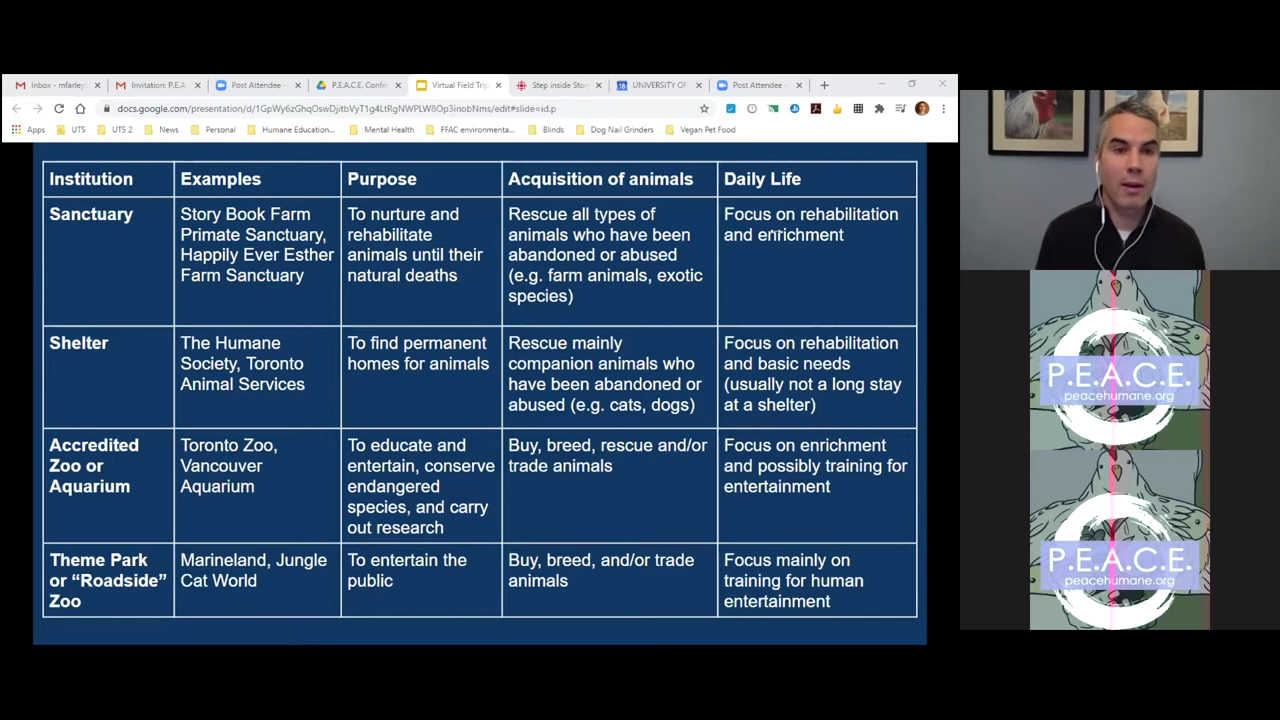 Inbox - mfarley
Invitation: P.E.A
Post Attendee -
P.E.A.C.E. Confe
Virtual Field Trip
Step inside Story
UNIVERSITY OF
Post Attendee -
docs.google.com/presentation/d/1GpWy6zGhqOswDjitbVyT1g4LtRgNWPLW8Op3inobNms/edit#slide=id.p
Apps
UTS
UTS 2
News
Personal
Humane Education...
Mental Health
FFAC environmenta...
Blinds
Dog Nail Grinders
Vegan Pet Food
Institution
Examples
Purpose
Acquisition of animals
Daily Life
Sanctuary
Story Book Farm
Primate Sanctuary,
Happily Ever Esther
Farm Sanctuary
To nurture and
rehabilitate
animals until their
natural deaths
Rescue all types of
animals who have been
abandoned or abused
(e.g. farm animals, exotic
species)
Focus on rehabilitation
and enrichment
Shelter
The Humane
Society, Toronto
Animal Services
To find permanent
homes for animals
Rescue mainly
companion animals who
have been abandoned or
abused (e.g. cats, dogs)
Focus on rehabilitation
and basic needs
(usually not a long stay
at a shelter)
Accredited
Zoo or
Aquarium
Toronto Zoo,
Vancouver
Aquarium
To educate and
entertain, conserve
endangered
species, and carry
out research
Buy, breed, rescue and/or
trade animals
Focus on enrichment
and possibly training for
entertainment
Theme Park
or “Roadside”
Zoo
Marineland, Jungle
Cat World
To entertain the
public
Buy, breed, and/or trade
animals
Focus mainly on
training for human
entertainment
P.E.A.C.E.
peacehumane.org
P.E.A.C.E.
peacehumane.org